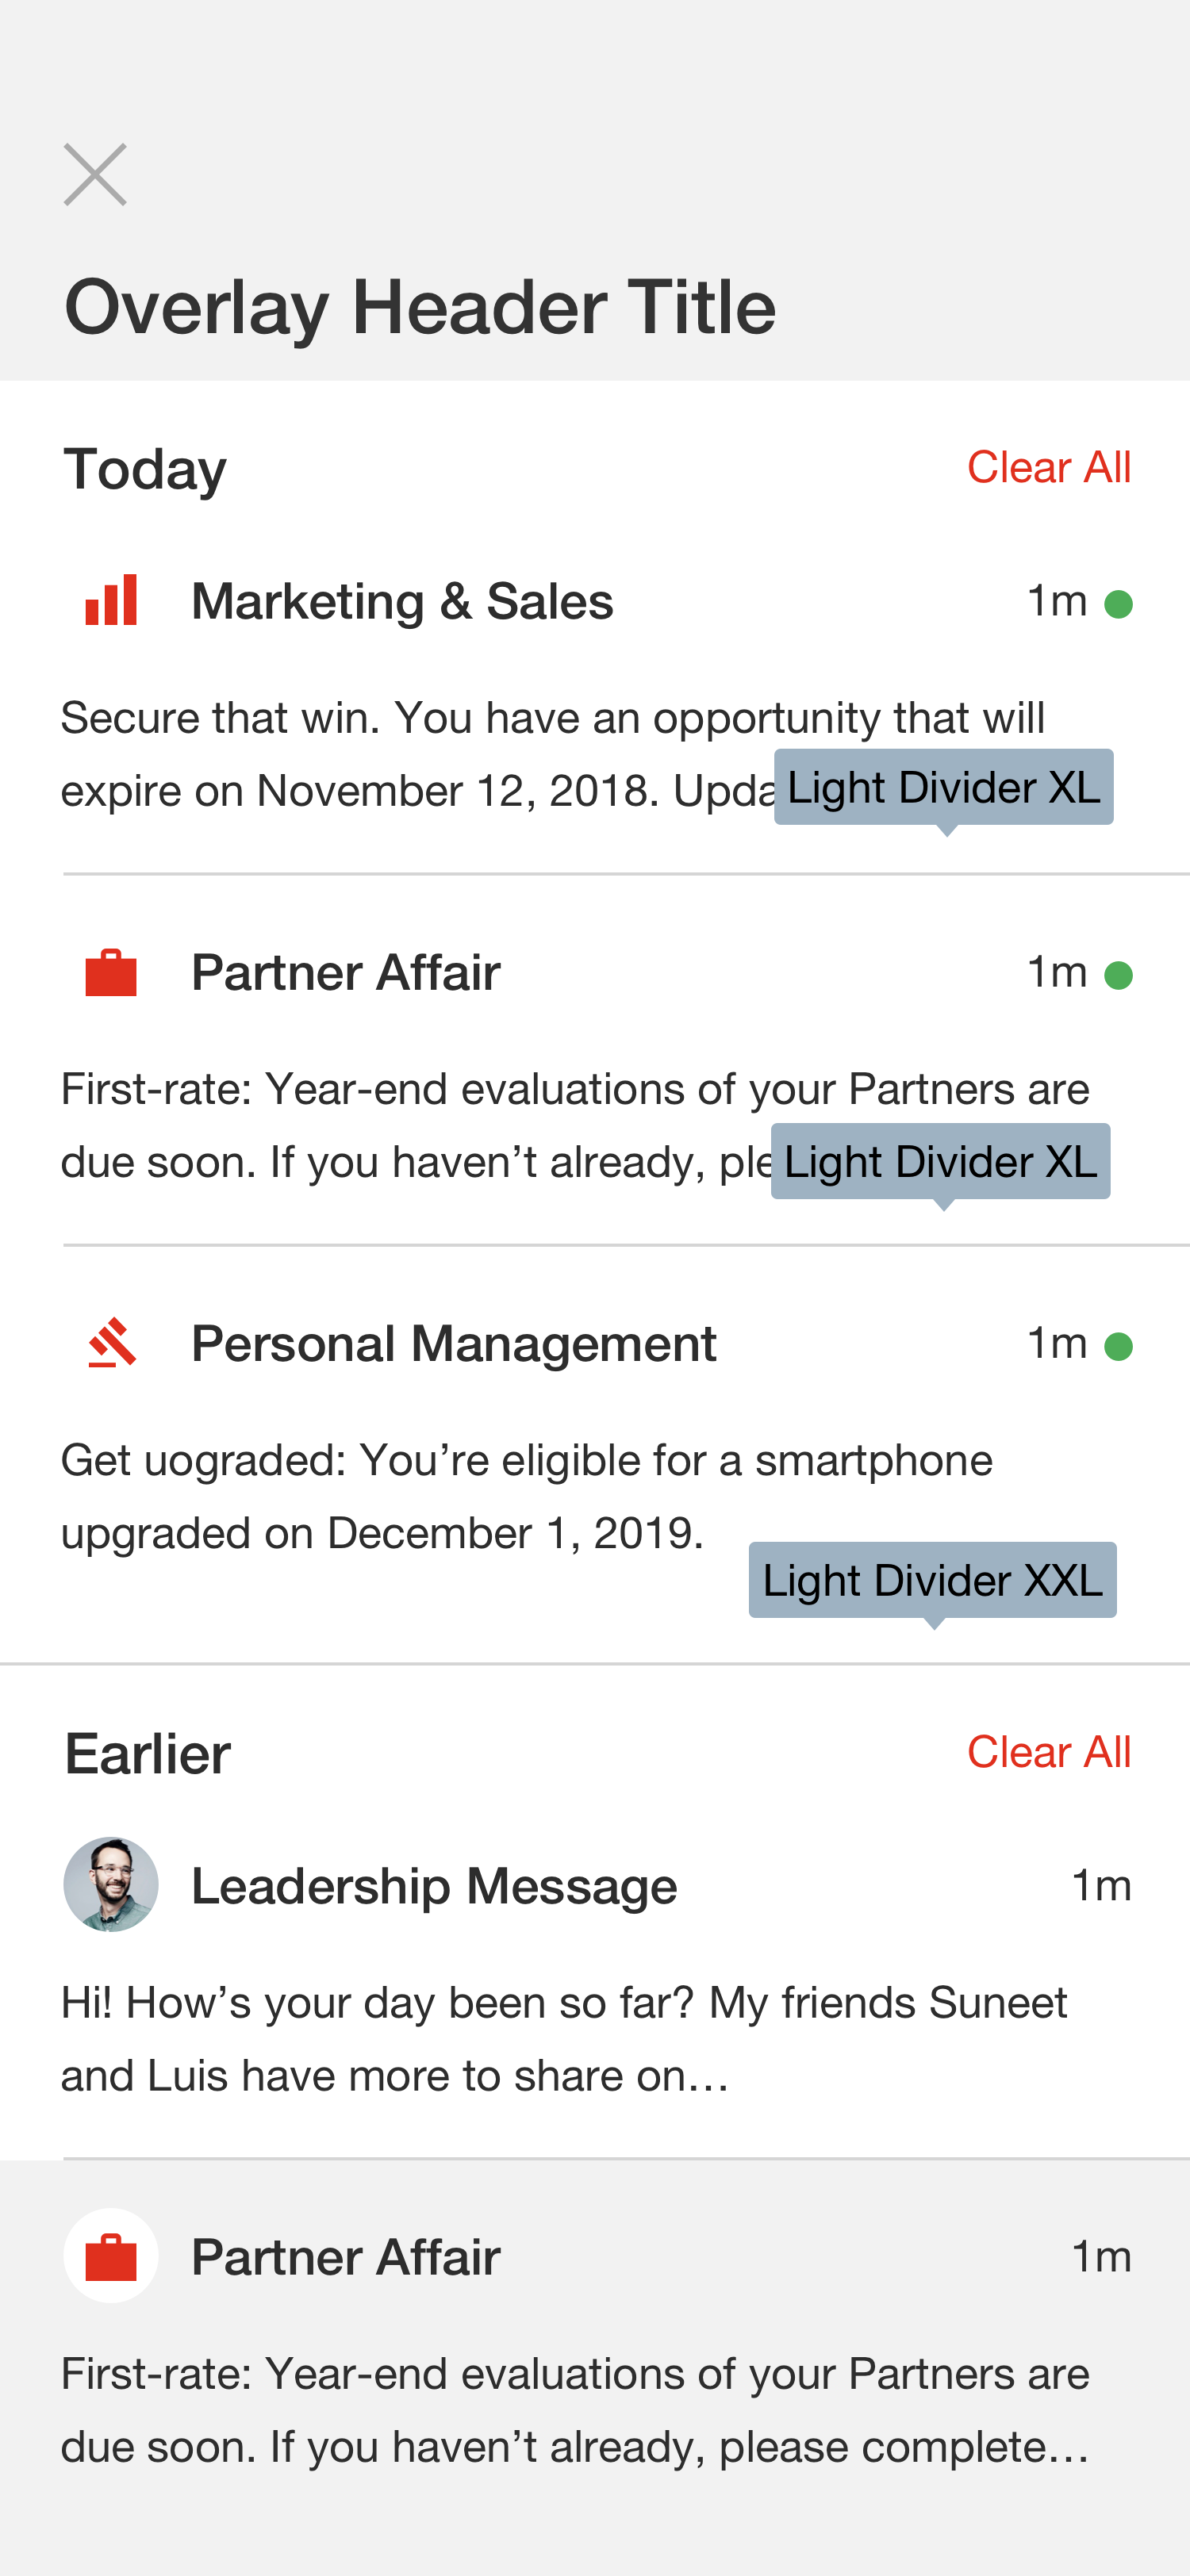 Overlay Header Title
Today Clear All
Marketing & Sales 1m
Secure that win. You have an opportunity that will
expire on November 12, 2018.
Light Divider XL
Partner Affair 1m
First-rate: Year-end evaluations of your Partners are
due soon. If you haven’t already,
Light Divider XL
Personal Management 1m
Get uograded: You’re eligible for a smartphone
upgraded on December 1, 2019.
Light Divider XXL
Earlier Clear All
Leadership Message 1m
Hi! How’s your day been so far? My friends Suneet
and Luis have more to share on…
Partner Affair 1m
First-rate: Year-end evaluations of your Partners are
due soon. If you haven’t already, please complete…